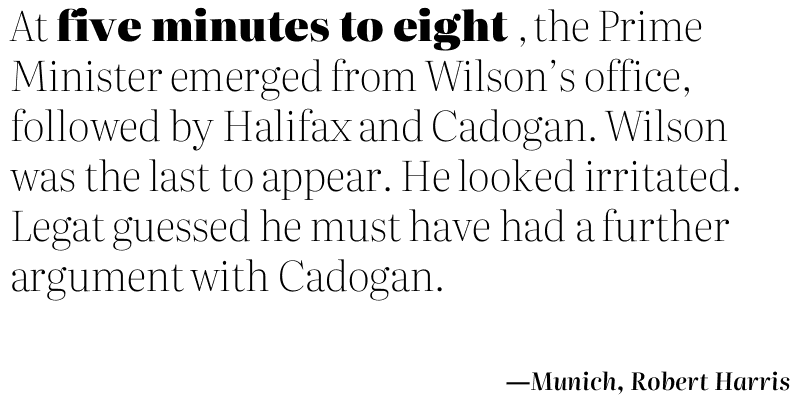 At five minutes to eight , the Prime
Minister emerged from Wilson’s office,
followed by Halifax and Cadogan. Wilson
was the last to appear. He looked irritated.
Legat guessed he must have had a further
argument with Cadogan.
—Munich, Robert Harris